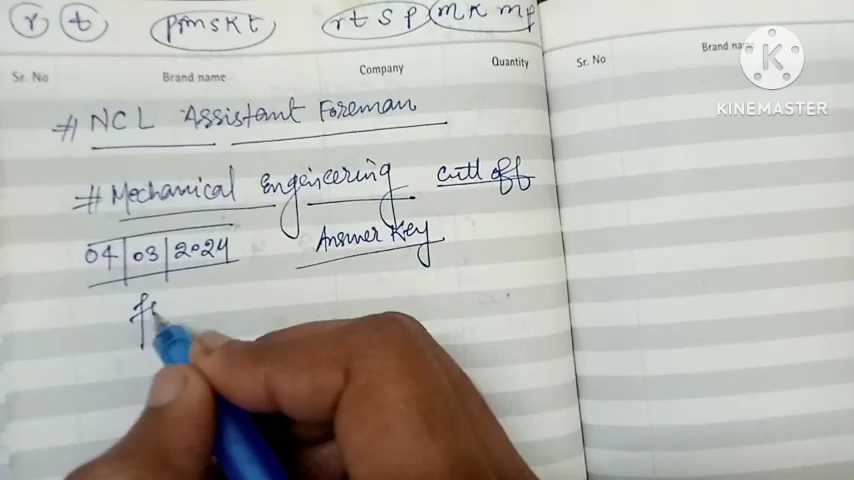 r t pmskt rtsp mk mp
Sr. No Brand name Company Quantity Sr. No Brand name
KINEMASTER
# NCL Assistant Foreman
# Mechanical Engineering Cutt off
04|03|2024 Answer Key